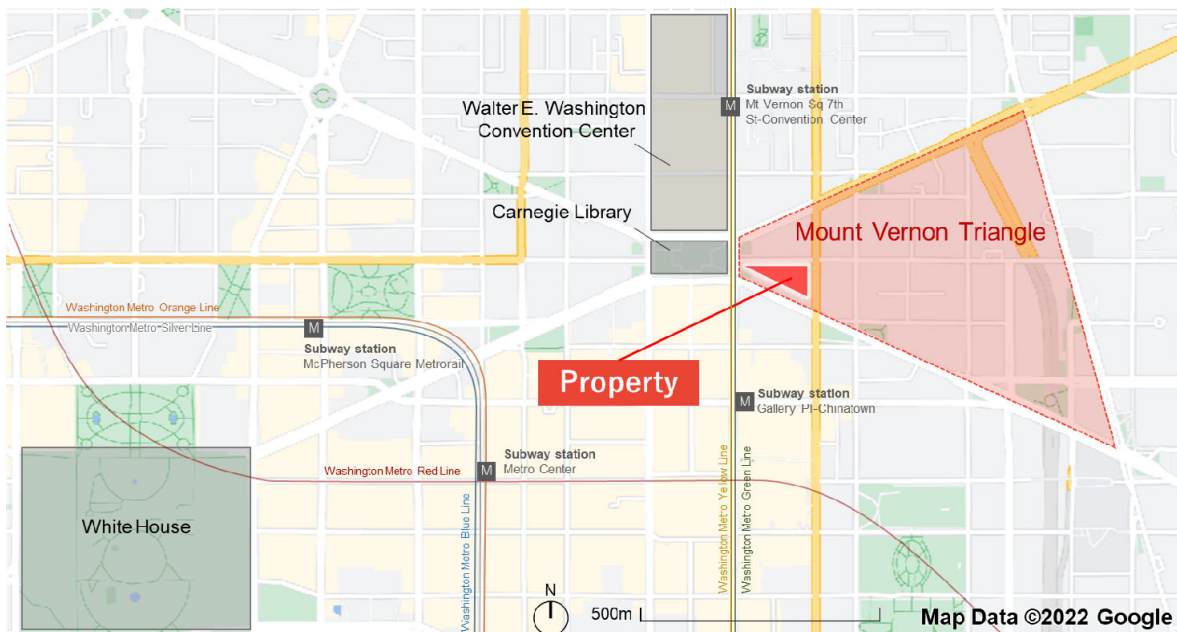 Subway station
Mt Vernon Sq 7th
St-Convention Center
M
Walter E. Washington
Convention Center
Carnegie Library
Mount Vernon Triangle
Washington Metro Orange Line
Washington Metro Silver Line
M
Subway station
McPherson Square Metrorail
Property
Subway station
M
Gallery Pl-Chinatown
Subway station
M
Metro Center
Washington Metro Red Line
Washington Metro Yellow Line
Washington Metro Green Line
Washington Metro Blue Line
White House
N
500m
Map Data ©2022 Google